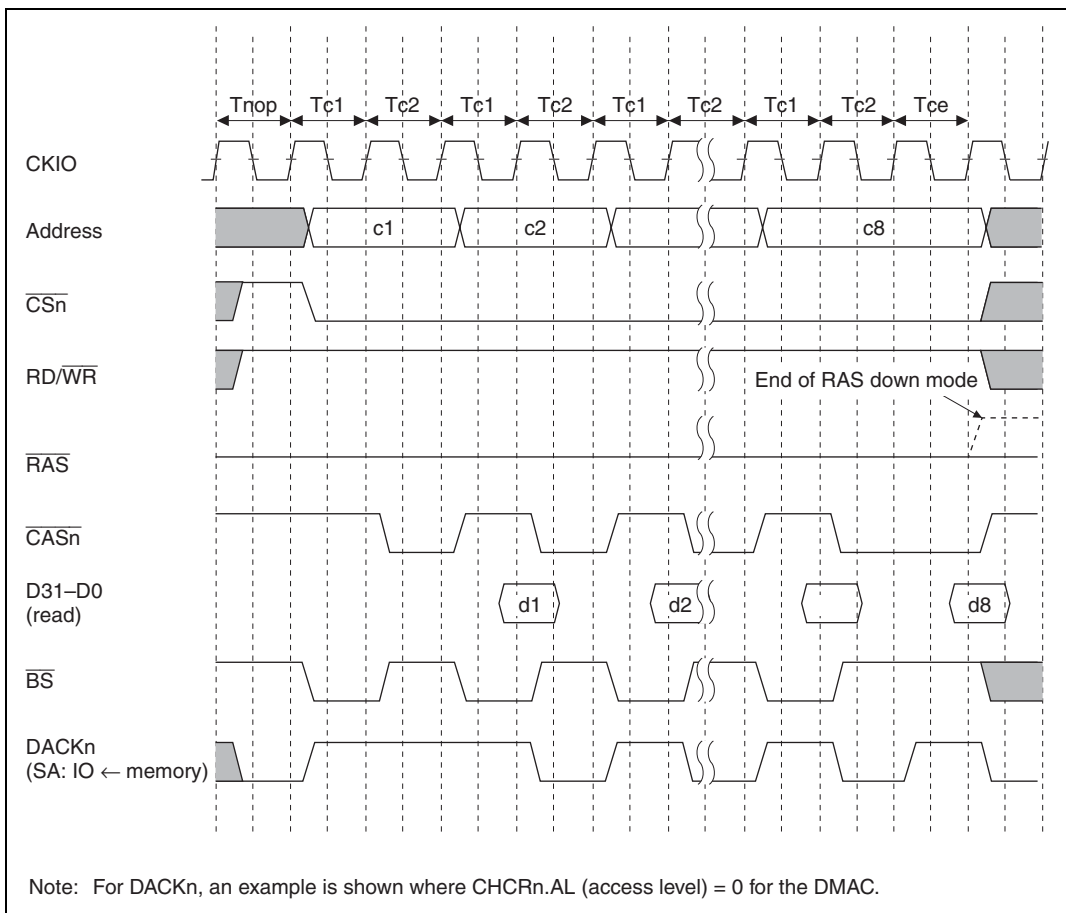 Tnop Tc1 Tc2 Tc1 Tc2 Tc1 Tc2 Tc1 Tc2 Tce
CKIO
Address c1 c2 c8
CSn
RD/WR
End of RAS down mode
RAS
CASn
D31–D0
(read) d1 d2 d8
BS
DACKn
(SA: IO ← memory)
Note: For DACKn, an example is shown where CHCRn.AL (access level) = 0 for the DMAC.